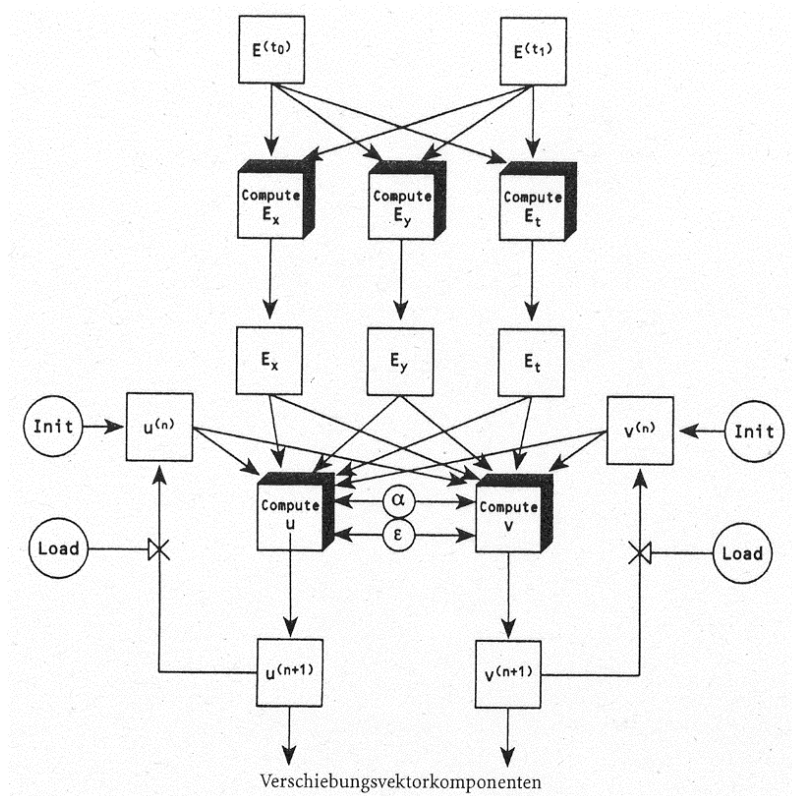 E(t0)
E(t1)
Compute
Ex
Compute
Ey
Compute
Et
Ex
Ey
Et
Init
u(n)
v(n)
Init
Compute
u
α
ε
Compute
v
Load
Load
u(n+1)
v(n+1)
Verschiebungsvektorkomponenten